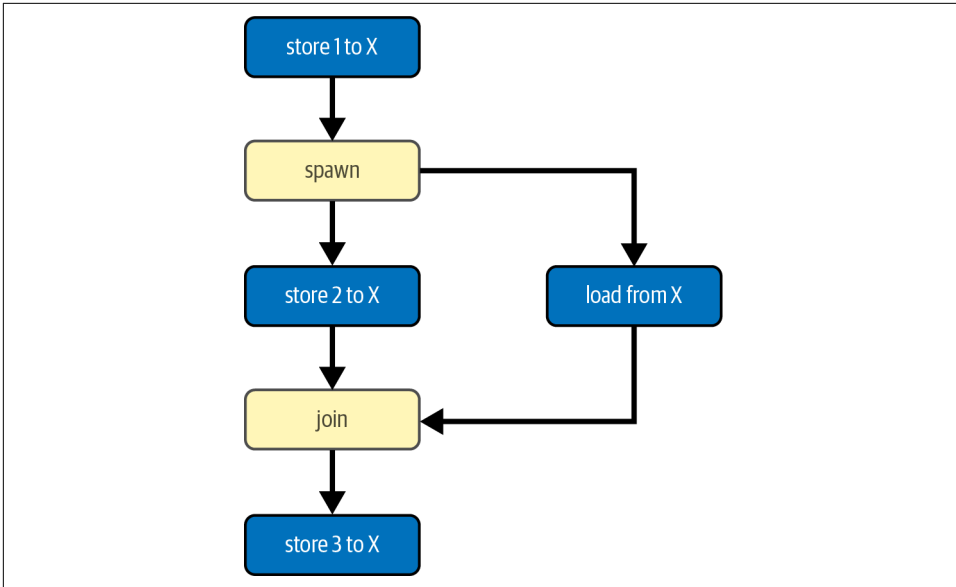 store 1 to X
spawn
store 2 to X
load from X
join
store 3 to X